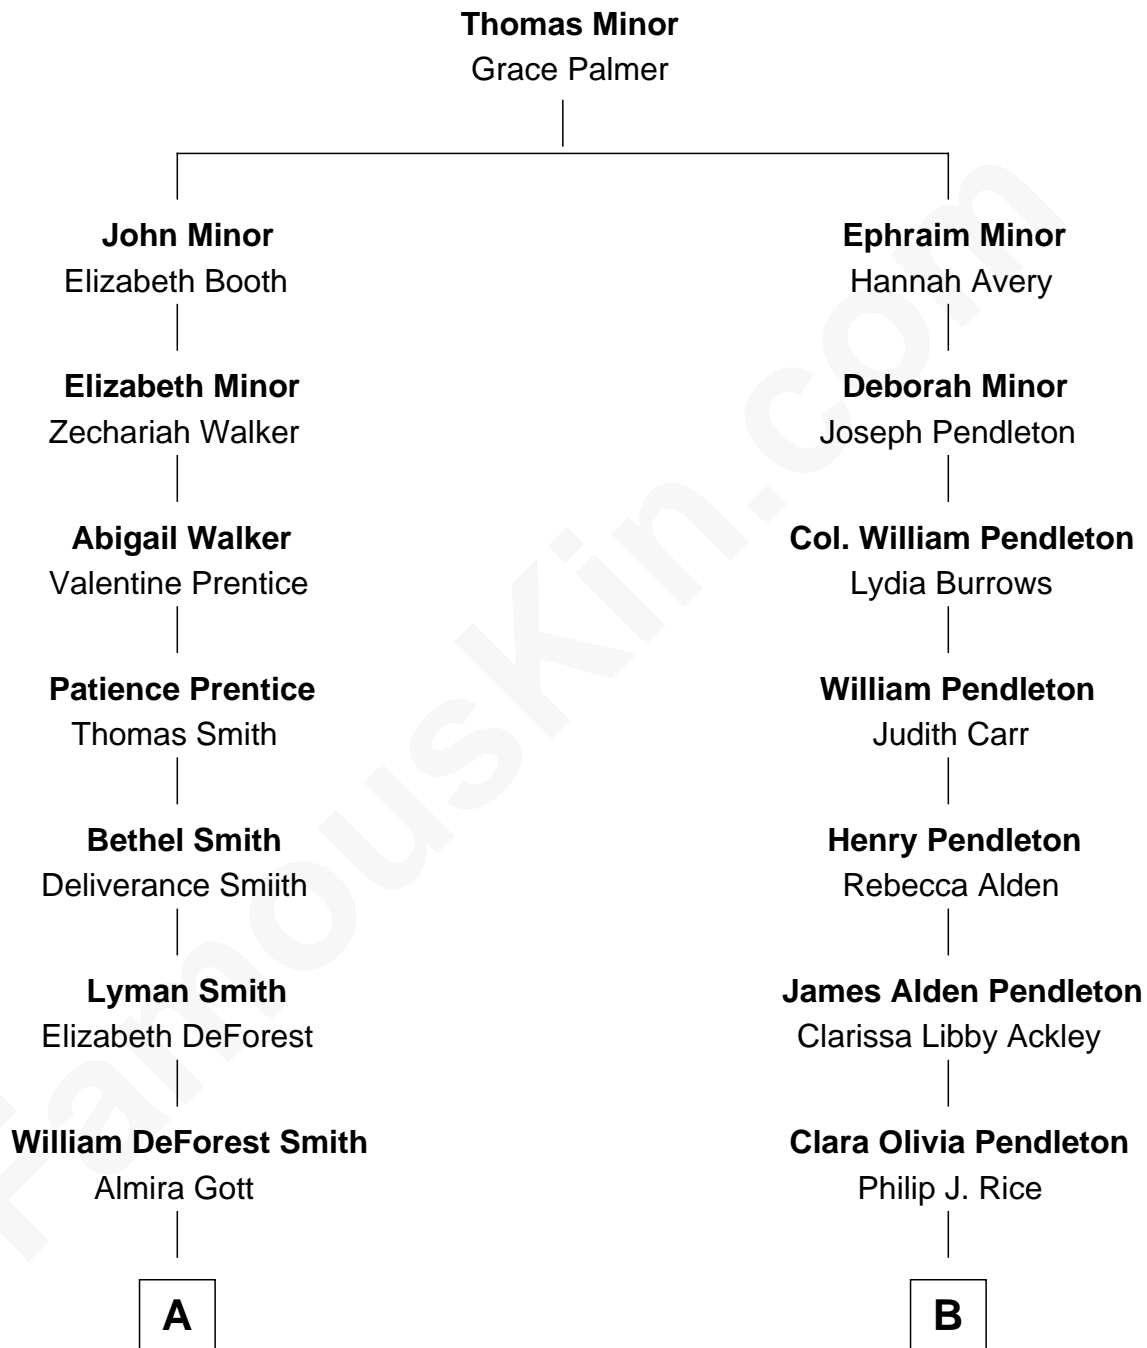 Thomas Minor
Grace Palmer
John Minor
Elizabeth Booth
Ephraim Minor
Hannah Avery
Elizabeth Minor
Zechariah Walker
Deborah Minor
Joseph Pendleton
Abigail Walker
Valentine Prentice
Col. William Pendleton
Lydia Burrows
Patience Prentice
Thomas Smith
William Pendleton
Judith Carr
Bethel Smith
Deliverance Smiith
Henry Pendleton
Rebecca Alden
Lyman Smith
Elizabeth DeForest
James Alden Pendleton
Clarissa Libby Ackley
William DeForest Smith
Almira Gott
Clara Olivia Pendleton
Philip J. Rice
A
B
FamousKin.com